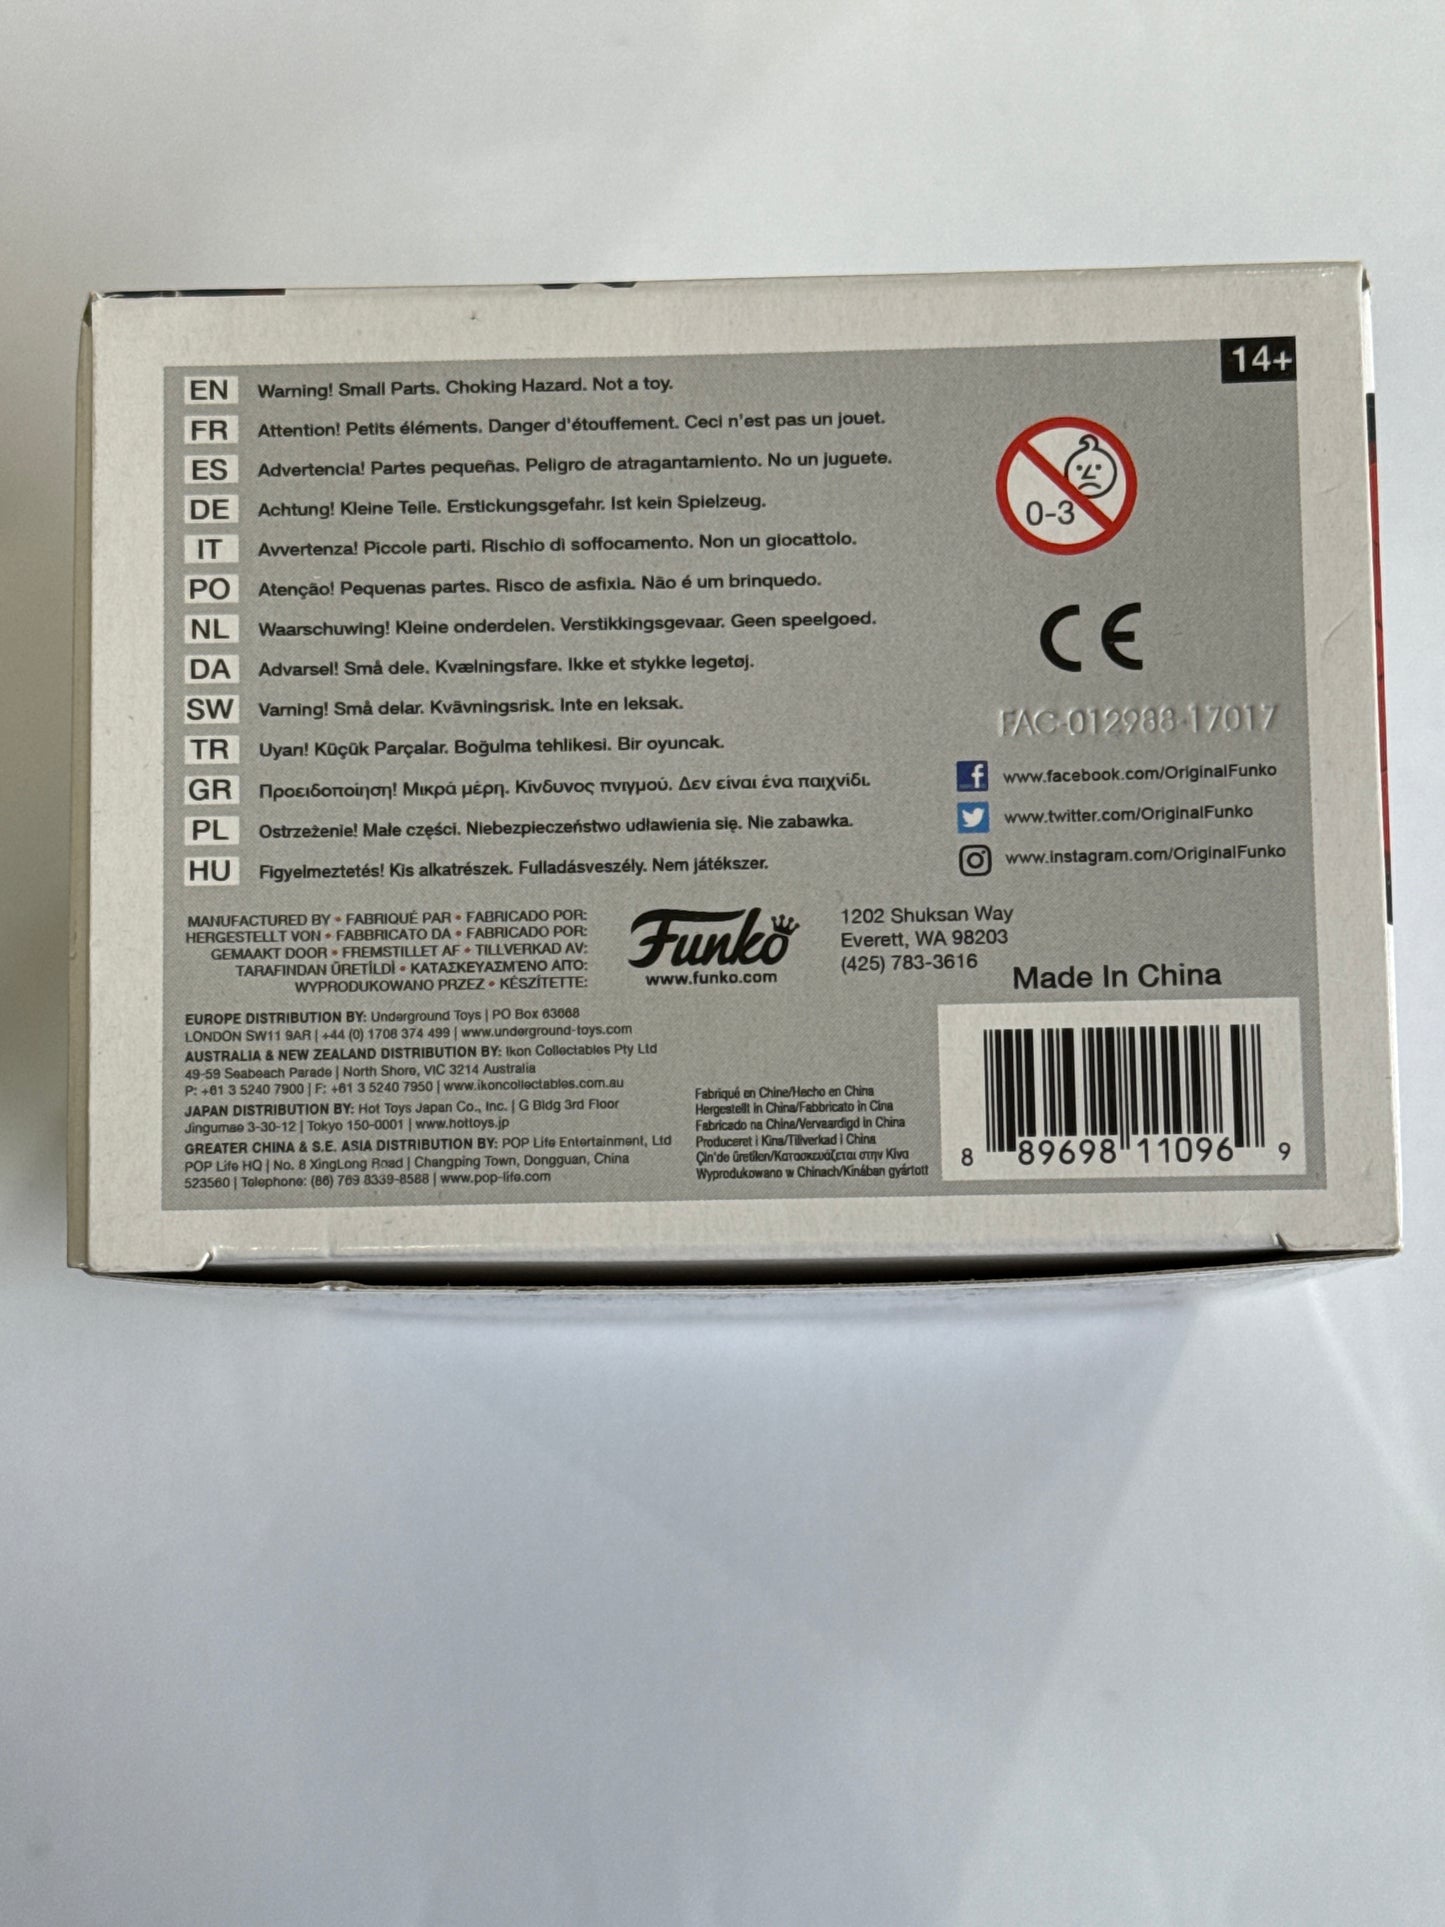 14+
EN Warning! Small Parts. Choking Hazard. Not a toy.
FR Attention! Petits éléments. Danger d'étouffement. Ceci n'est pas un jouet.
ES Advertencia! Partes pequeñas. Peligro de atragantamiento. No un juguete.
DE Achtung! Kleine Teile. Erstickungsgefahr. Ist kein Spielzeug.
IT Avvertenza! Piccole parti. Rischio di soffocamento. Non un giocattolo.
PO Atenção! Pequenas partes. Risco de asfixia. Não é um brinquedo.
NL Waarschuwing! Kleine onderdelen. Verstikkingsgevaar. Geen speelgoed.
DA Advarsel! Små dele. Kvælningsfare. Ikke et stykke legetøj.
SW Varning! Små delar. Kvävningsrisk. Inte en leksak.
TR Uyan! Küçük Parçalar. Boğulma tehlikesi. Bir oyuncak.
GR Προειδοποίηση! Μικρά μέρη. Κίνδυνος πνιγμού. Δεν είναι ένα παιχνίδι.
PL Ostrzeżenie! Małe części. Niebezpieczeństwo udławienia się. Nie zabawka.
HU Figyelmeztetés! Kis alkatrészek. Fulladásveszély. Nem játékszer.
0-3
CE
FAC-012988-17017
www.facebook.com/OriginalFunko
www.twitter.com/OriginalFunko
www.instagram.com/OriginalFunko
MANUFACTURED BY • FABRIQUÉ PAR • FABRICADO POR:
HERGESTELLT VON • FABBRICATO DA • FABRICADO POR:
GEMAAKT DOOR • FREMSTILLET AF • TILLVERKAD AV:
TARAFINDAN ÜRETİLDİ • ΚΑΤΑΣΚΕΥΑΣΜΈΝΟ ΑΠΌ:
WYPRODUKOWANO PRZEZ • KÉSZÍTETTE:
Funko
www.funko.com
1202 Shuksan Way
Everett, WA 98203
(425) 783-3616
Made In China
EUROPE DISTRIBUTION BY: Underground Toys | PO Box 63668
LONDON SW11 9AR | +44 (0) 1708 374 499 | www.underground-toys.com
AUSTRALIA & NEW ZEALAND DISTRIBUTION BY: Ikon Collectables Pty Ltd
49-59 Seabeach Parade | North Shore, VIC 3214 Australia
P: +61 3 5240 7900 | F: +61 3 5240 7950 | www.ikoncollectables.com.au
JAPAN DISTRIBUTION BY: Hot Toys Japan Co., Inc. | G Bldg 3rd Floor
Jingumae 3-30-12 | Tokyo 150-0001 | www.hottoys.jp
GREATER CHINA & S.E. ASIA DISTRIBUTION BY: POP Life Entertainment, Ltd
POP Life HQ | No. 8 XingLong Road | Changping Town, Dongguan, China
523560 | Telephone: (86) 769 8339-8588 | www.pop-life.com
Fabriqué en Chine/Hecho en China
Hergestellt in China/Fabbricato in Cina
Fabricado na China/Vervaardigd in China
Produceret i Kina/Tillverkad i China
Çin'de üretilen/Κατασκευάζεται στην Κίνα
Wyprodukowano w Chinach/Kínában gyártott
8 89698 11096 9